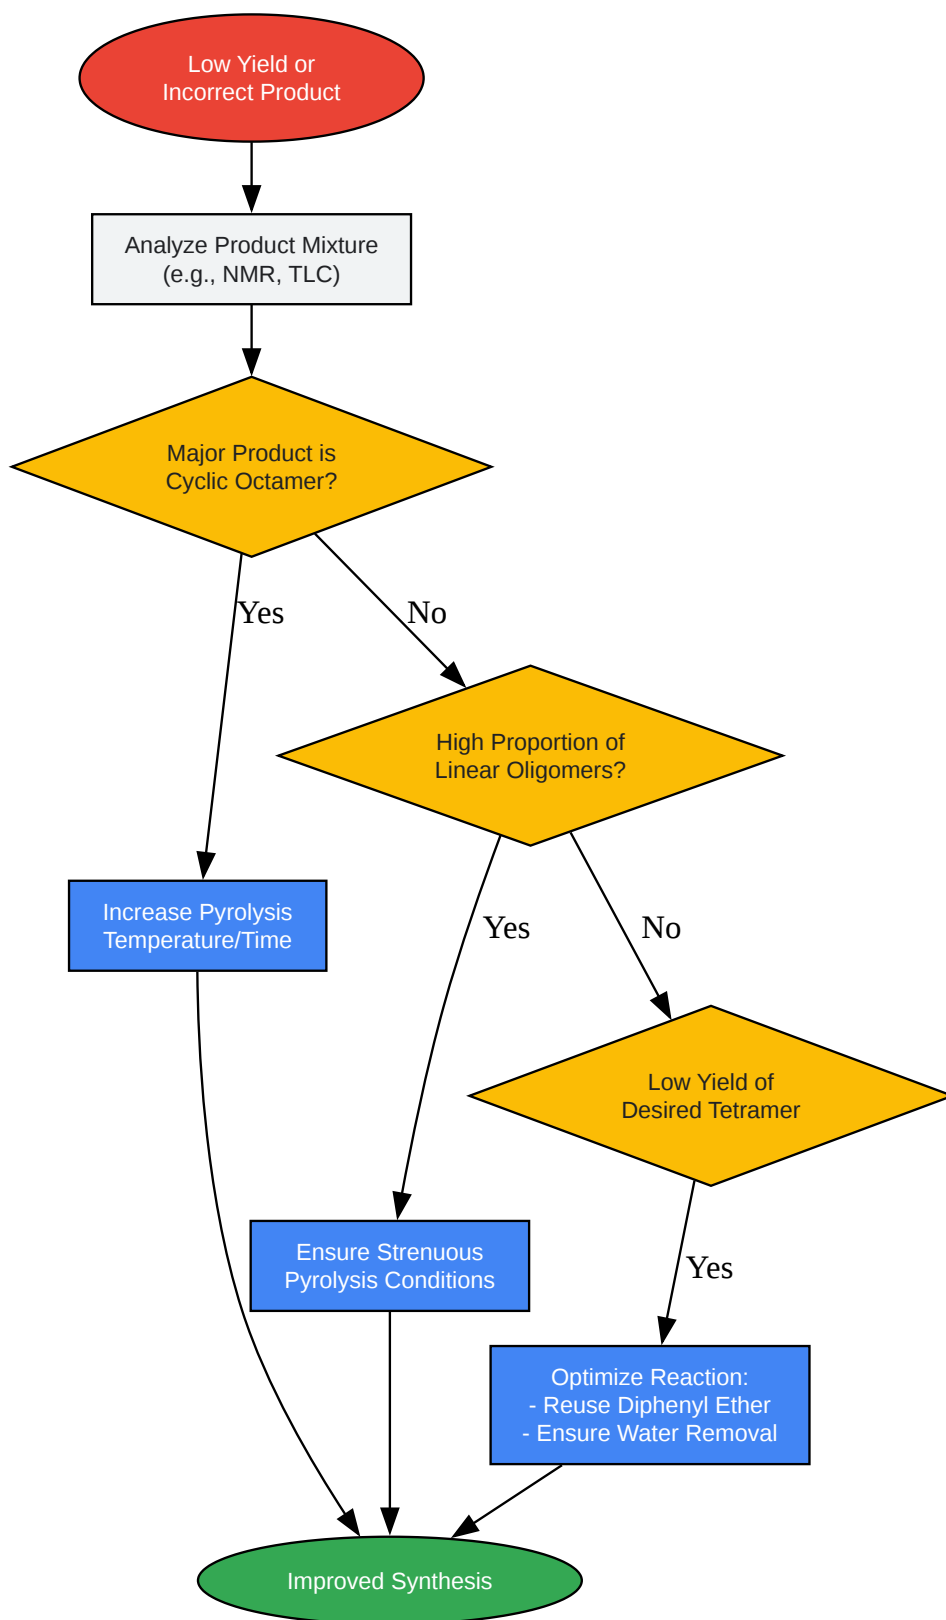 Low Yield or
Incorrect Product
Analyze Product Mixture
(e.g., NMR, TLC)
Major Product is
Cyclic Octamer?
Yes
No
High Proportion of
Linear Oligomers?
Increase Pyrolysis
Temperature/Time
Yes
No
Low Yield of
Desired Tetramer
Ensure Strenuous
Pyrolysis Conditions
Yes
Optimize Reaction:
- Reuse Diphenyl Ether
- Ensure Water Removal
Improved Synthesis